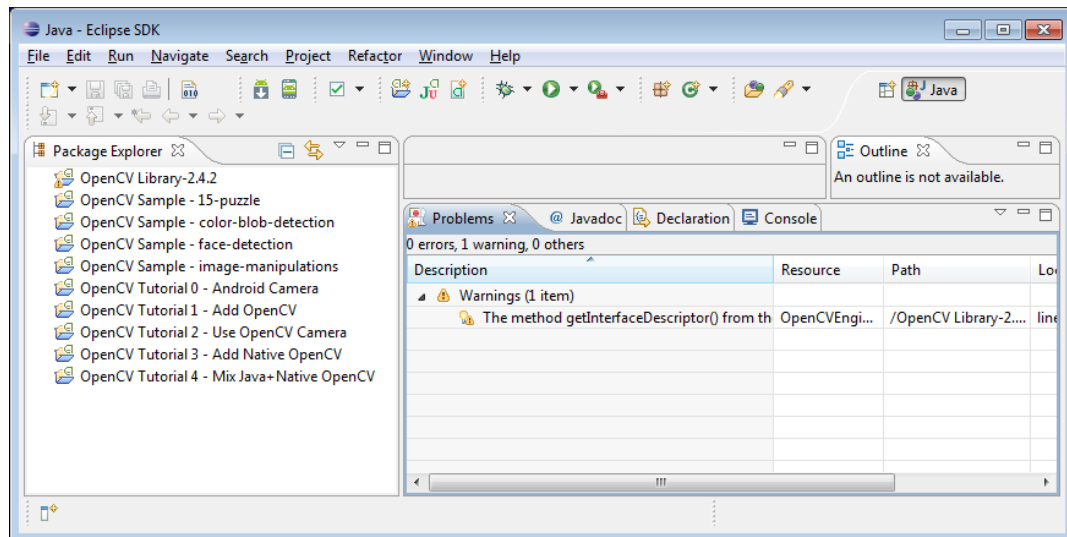 Java - Eclipse SDK
File Edit Run Navigate Search Project Refactor Window Help
Java
Package Explorer
OpenCV Library-2.4.2
OpenCV Sample - 15-puzzle
OpenCV Sample - color-blob-detection
OpenCV Sample - face-detection
OpenCV Sample - image-manipulations
OpenCV Tutorial 0 - Android Camera
OpenCV Tutorial 1 - Add OpenCV
OpenCV Tutorial 2 - Use OpenCV Camera
OpenCV Tutorial 3 - Add Native OpenCV
OpenCV Tutorial 4 - Mix Java+Native OpenCV
Outline
An outline is not available.
Problems @ Javadoc Declaration Console
0 errors, 1 warning, 0 others
Description Resource Path Lo
Warnings (1 item)
The method getInterfaceDescriptor() from th OpenCVEngi... /OpenCV Library-2.... line